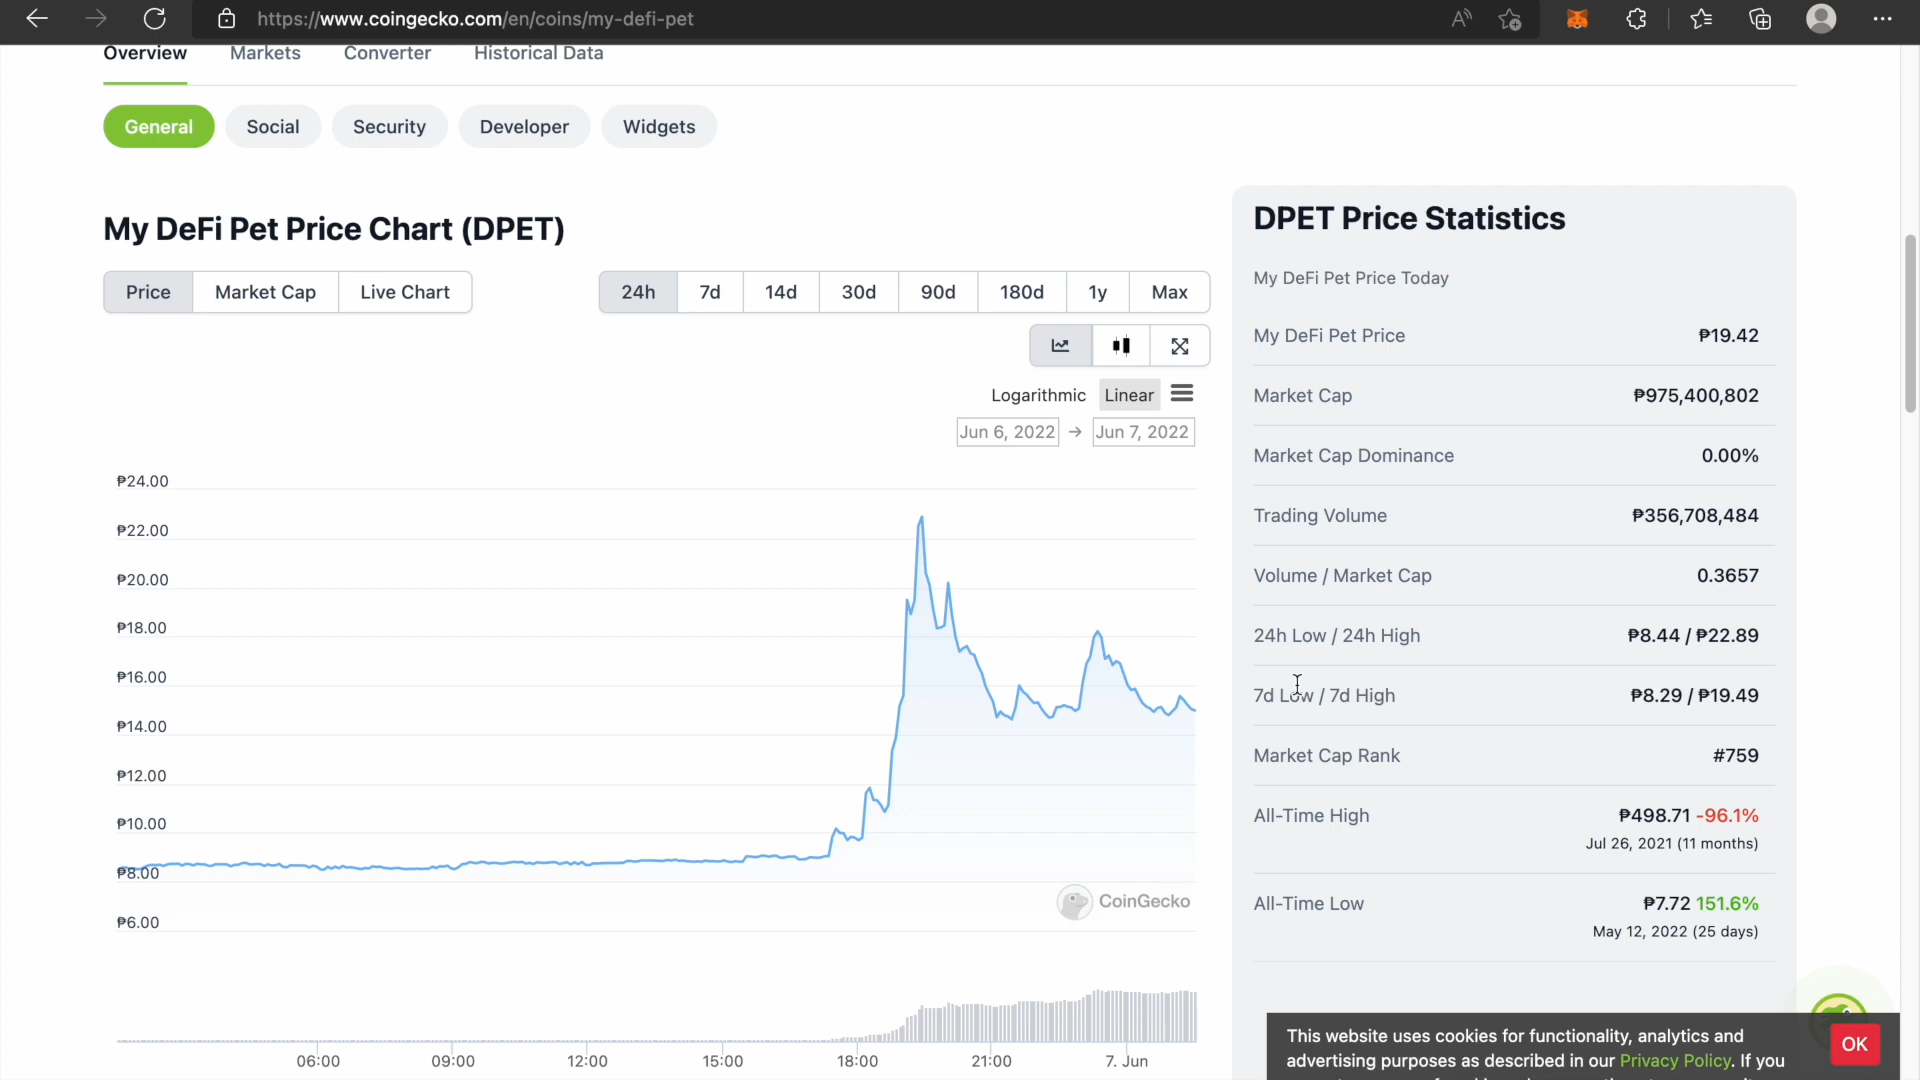 https://www.coingecko.com/en/coins/my-defi-pet
Overview Markets Converter Historical Data
General Social Security Developer Widgets
My DeFi Pet Price Chart (DPET)
Price Market Cap Live Chart
24h 7d 14d 30d 90d 180d 1y Max
Logarithmic Linear
Jun 6, 2022 → Jun 7, 2022
₱24.00
₱22.00
₱20.00
₱18.00
₱16.00
₱14.00
₱12.00
₱10.00
₱8.00
₱6.00
CoinGecko
06:00 09:00 12:00 15:00 18:00 21:00 7. Jun
DPET Price Statistics
My DeFi Pet Price Today
My DeFi Pet Price ₱19.42
Market Cap ₱975,400,802
Market Cap Dominance 0.00%
Trading Volume ₱356,708,484
Volume / Market Cap 0.3657
24h Low / 24h High ₱8.44 / ₱22.89
7d Low / 7d High ₱8.29 / ₱19.49
Market Cap Rank #759
All-Time High ₱498.71 -96.1%
Jul 26, 2021 (11 months)
All-Time Low ₱7.72 151.6%
May 12, 2022 (25 days)
This website uses cookies for functionality, analytics and
advertising purposes as described in our Privacy Policy. If you
OK